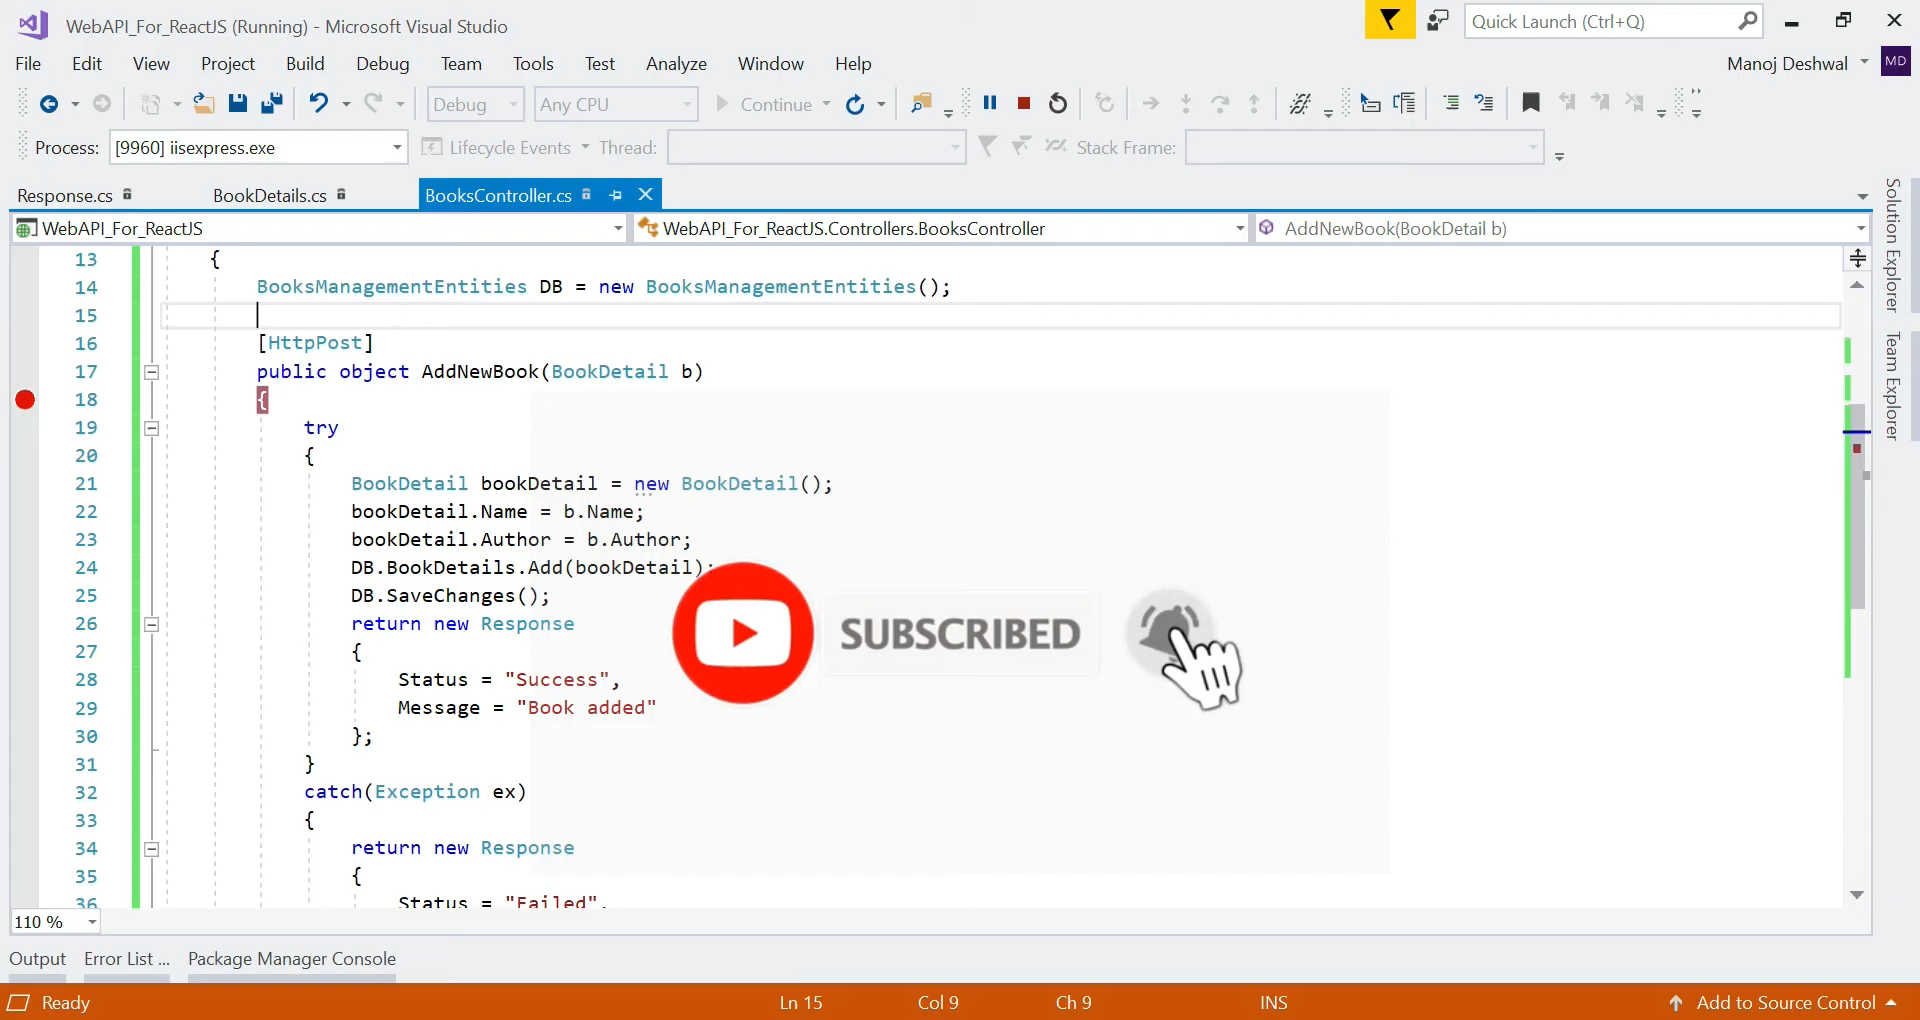 WebAPI_For_ReactJS (Running) - Microsoft Visual Studio
Quick Launch (Ctrl+Q)
File Edit View Project Build Debug Team Tools Test Analyze Window Help
Manoj Deshwal MD
Debug Any CPU Continue
Process: [9960] iisexpress.exe Lifecycle Events Thread: Stack Frame:
Response.cs BookDetails.cs BooksController.cs
WebAPI_For_ReactJS WebAPI_For_ReactJS.Controllers.BooksController AddNewBook(BookDetail b)
13 {
14 BooksManagementEntities DB = new BooksManagementEntities();
15
16 [HttpPost]
17 public object AddNewBook(BookDetail b)
18 {
19 try
20 {
21 BookDetail bookDetail = new BookDetail();
22 bookDetail.Name = b.Name;
23 bookDetail.Author = b.Author;
24 DB.BookDetails.Add(bookDetail);
25 DB.SaveChanges();
26 return new Response
27 {
28 Status = "Success",
29 Message = "Book added"
30 };
31 }
32 catch(Exception ex)
33 {
34 return new Response
35 {
36 Status = "Failed",
SUBSCRIBED
Solution Explorer
Team Explorer
110 %
Output Error List ... Package Manager Console
Ready Ln 15 Col 9 Ch 9 INS Add to Source Control